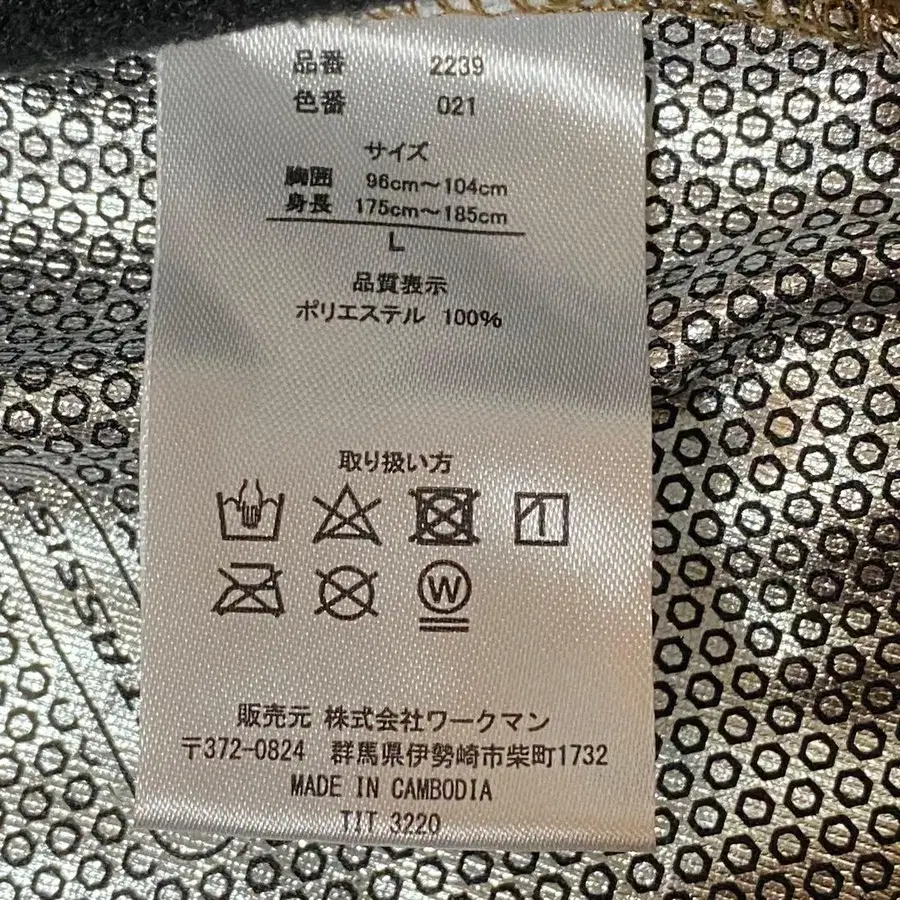 品番 2239
色番 021
サイズ
胸囲 96cm～104cm
身長 175cm～185cm
L
品質表示
ポリエステル 100%
取り扱い方
W
販売元 株式会社ワークマン
〒372-0824 群馬県伊勢崎市柴町1732
MADE IN CAMBODIA
TIT 3220